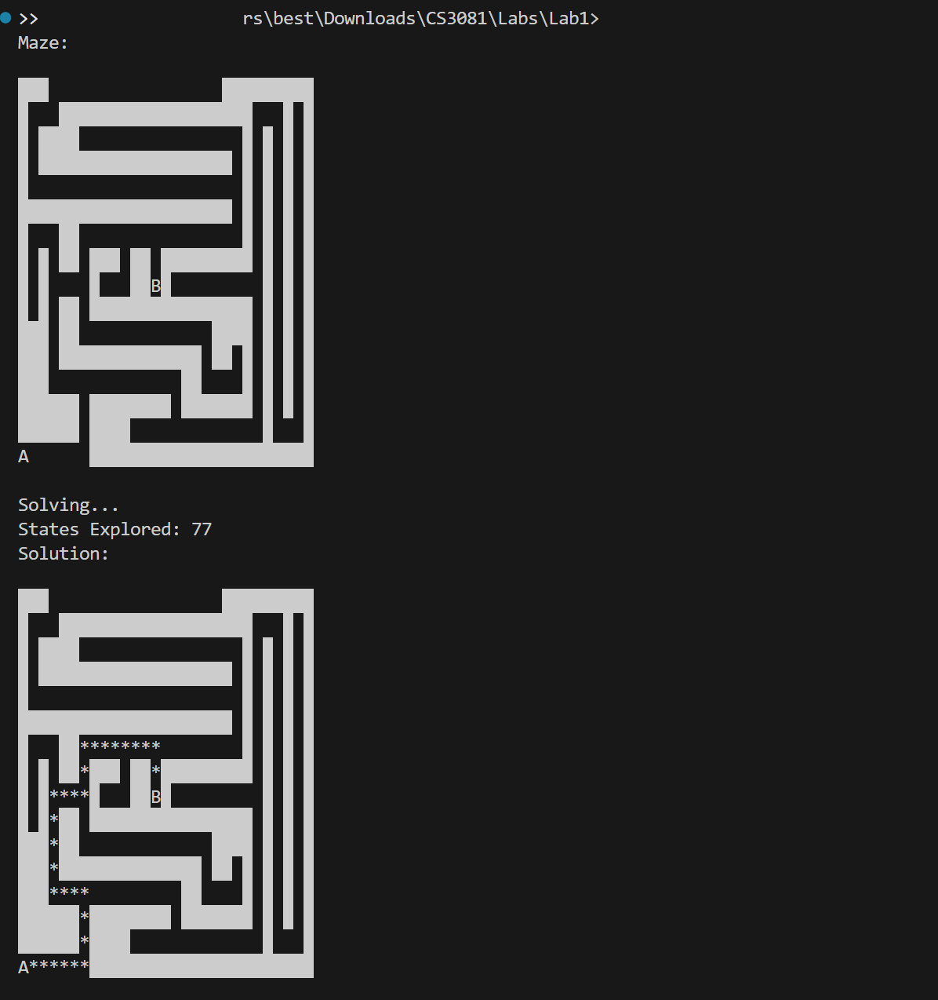 >>                    rs\best\Downloads\CS3081\Labs\Lab1>
Maze:
B
A
Solving...
States Explored: 77
Solution:
********
* *
**** B
*
*
*
****
*
*
A******